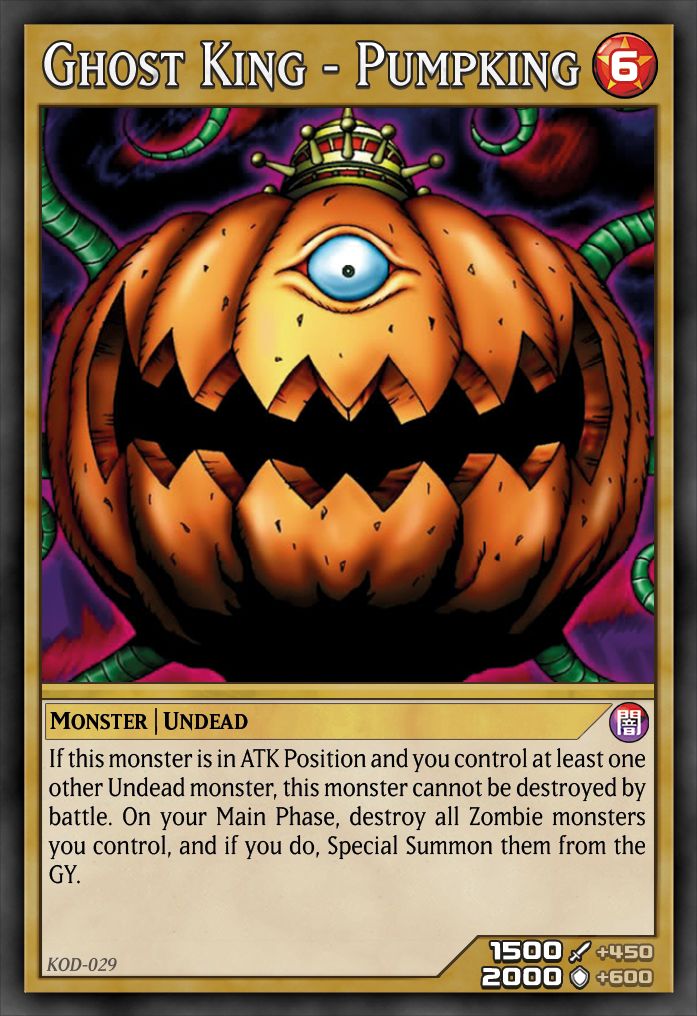 Ghost King - Pumpking 6
Monster | Undead 闇
If this monster is in ATK Position and you control at least one
other Undead monster, this monster cannot be destroyed by
battle. On your Main Phase, destroy all Zombie monsters
you control, and if you do, Special Summon them from the
GY.
1500 +450
KOD-029
2000 +600